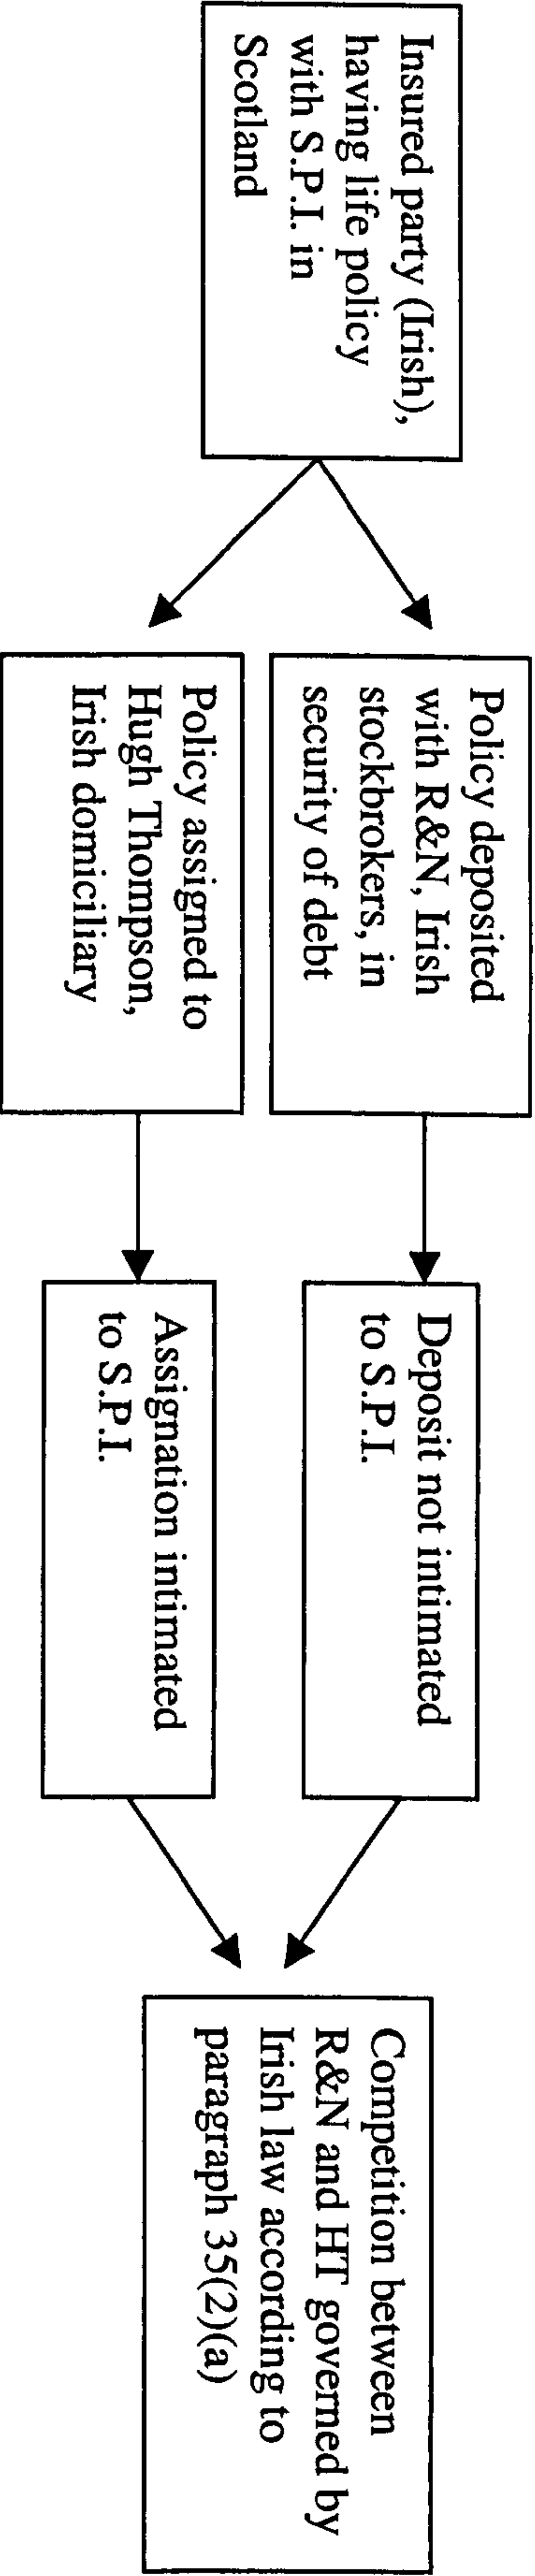 Insured party (Irish),
having life policy
with S.P.I. in
Scotland
Policy deposited
with R&N, Irish
stockbrokers, in
security of debt
Policy assigned to
Hugh Thompson,
Irish domiciliary
Deposit not intimated
to S.P.I.
Assignation intimated
to S.P.I.
Competition between
R&N and HT governed by
Irish law according to
paragraph 35(2)(a)